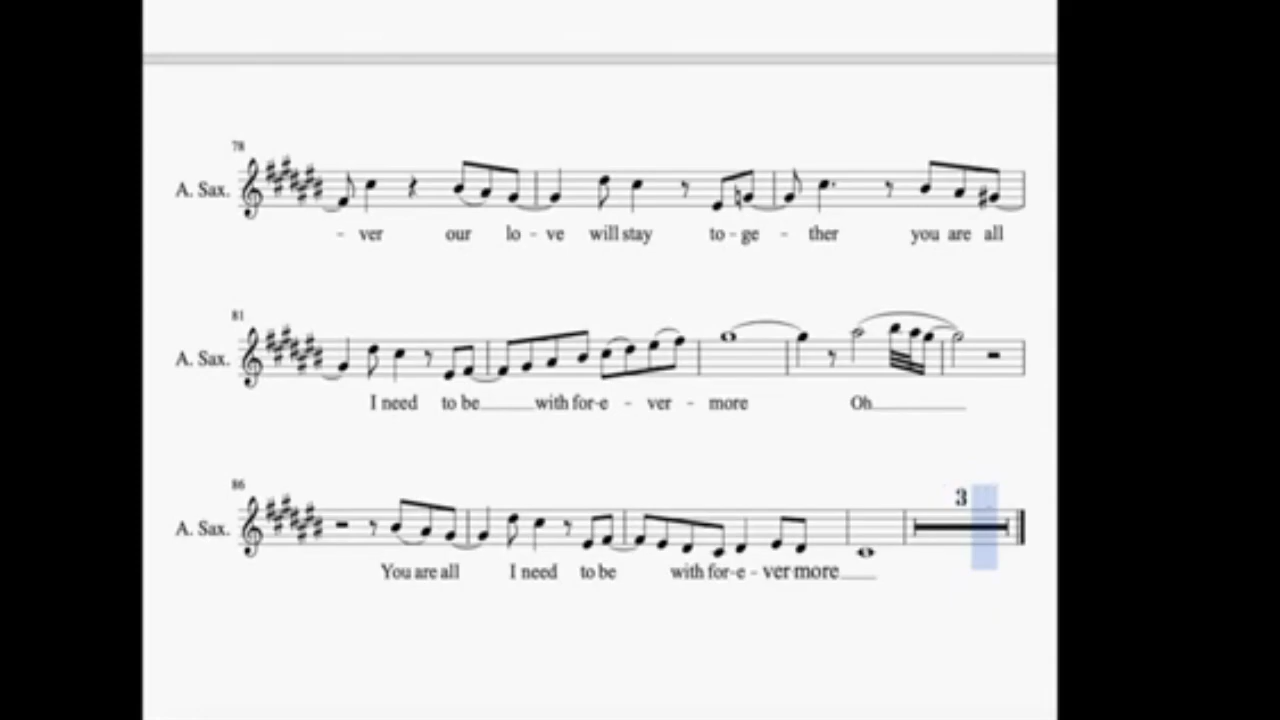 78
A. Sax.
- ver our lo - ve will stay to - ge - ther you are all
81
A. Sax.
I need to be with for-e - ver - more Oh
86
3
A. Sax.
You are all I need to be with for-e - ver more